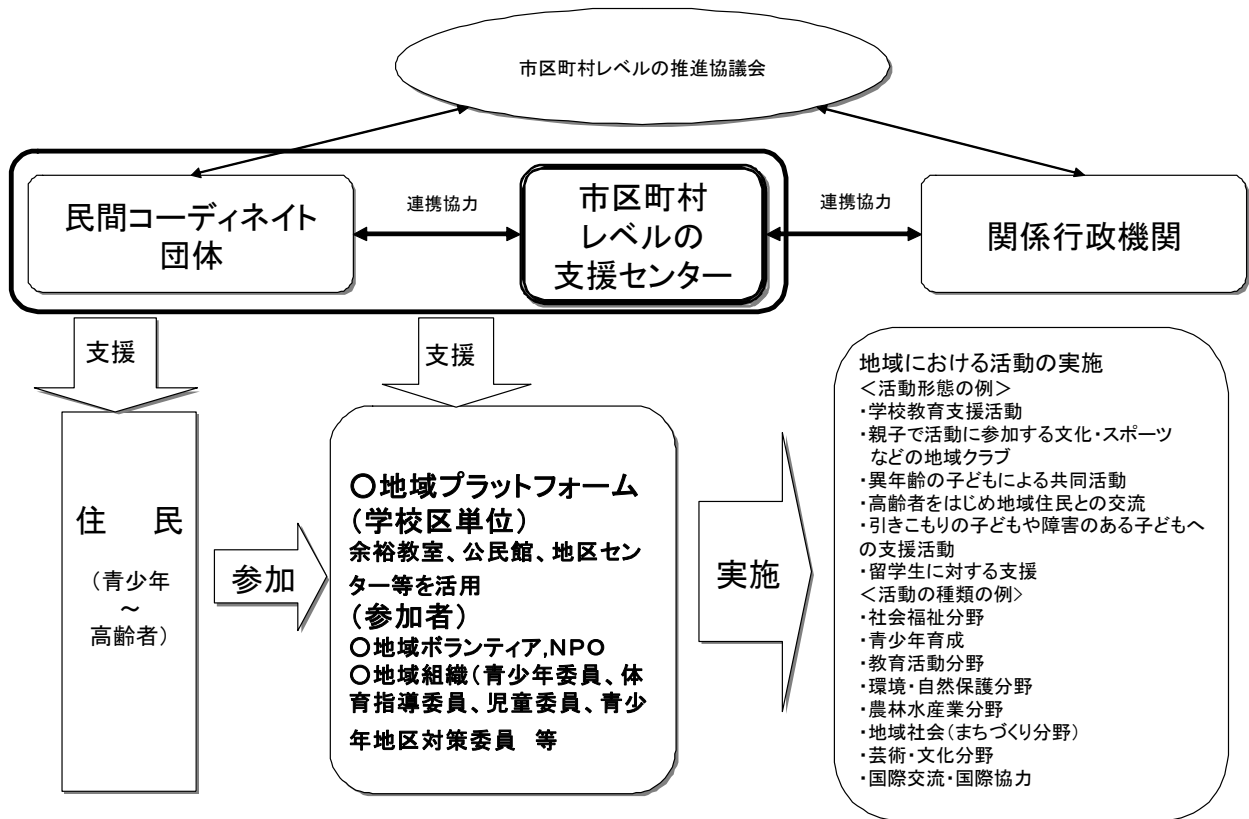 市区町村レベルの推進協議会
民間コーディネイト
団体
連携協力
市区町村
レベルの
支援センター
連携協力
関係行政機関
支援
支援
住　民
(青少年
～
高齢者)
参加
○地域プラットフォーム
(学校区単位)
余裕教室、公民館、地区セン
ター等を活用
(参加者)
○地域ボランティア,NPO
○地域組織(青少年委員、体
育指導委員、児童委員、青少
年地区対策委員　等
実施
地域における活動の実施
＜活動形態の例＞
・学校教育支援活動
・親子で活動に参加する文化・スポーツ
などの地域クラブ
・異年齢の子どもによる共同活動
・高齢者をはじめ地域住民との交流
・引きこもりの子どもや障害のある子どもへ
の支援活動
・留学生に対する支援
＜活動の種類の例＞
・社会福祉分野
・青少年育成
・教育活動分野
・環境・自然保護分野
・農林水産業分野
・地域社会(まちづくり分野)
・芸術・文化分野
・国際交流・国際協力